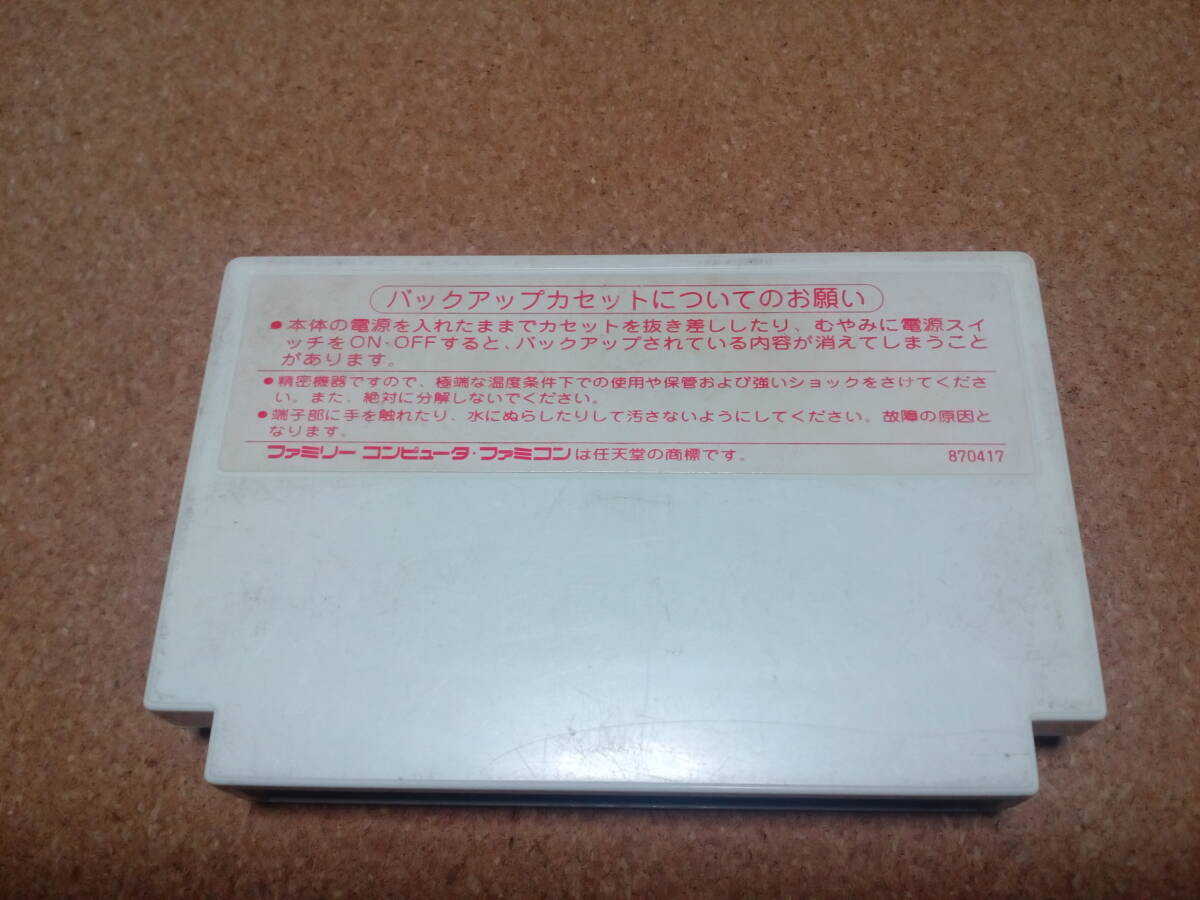 バックアップカセットについてのお願い
●本体の電源を入れたままでカセットを抜き差ししたり、むやみに電源スイ
ッチをON・OFFすると、バックアップされている内容が消えてしまうこと
があります。
●精密機器ですので、極端な温度条件下での使用や保管および強いショックをさけてくださ
い。また、絶対に分解しないでください。
●端子部に手を触れたり、水にぬらしたりして汚さないようにしてください。故障の原因と
なります。
ファミリー コンピュータ・ファミコンは任天堂の商標です。 870417